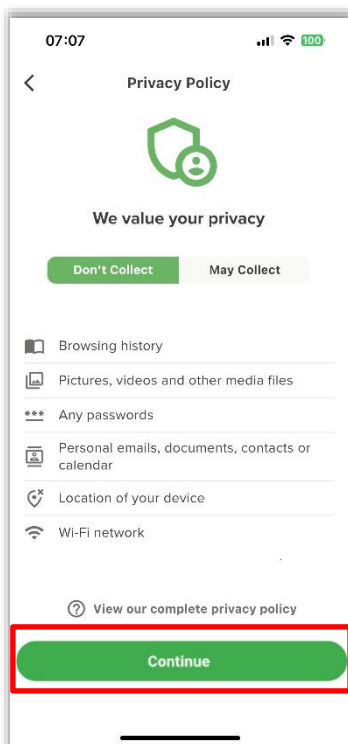 07:07
100
Privacy Policy
We value your privacy
Don't Collect May Collect
Browsing history
Pictures, videos and other media files
*** Any passwords
Personal emails, documents, contacts or
calendar
Location of your device
Wi-Fi network
? View our complete privacy policy
Continue